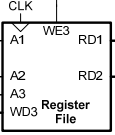 CLK
A1 WE3 RD1
A2 RD2
A3
WD3 Register
File